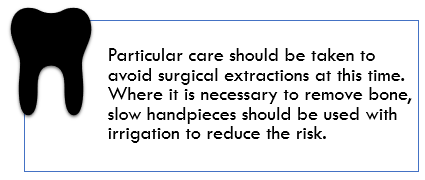 Particular care should be taken to
avoid surgical extractions at this time.
Where it is necessary to remove bone,
slow handpieces should be used with
irrigation to reduce the risk.